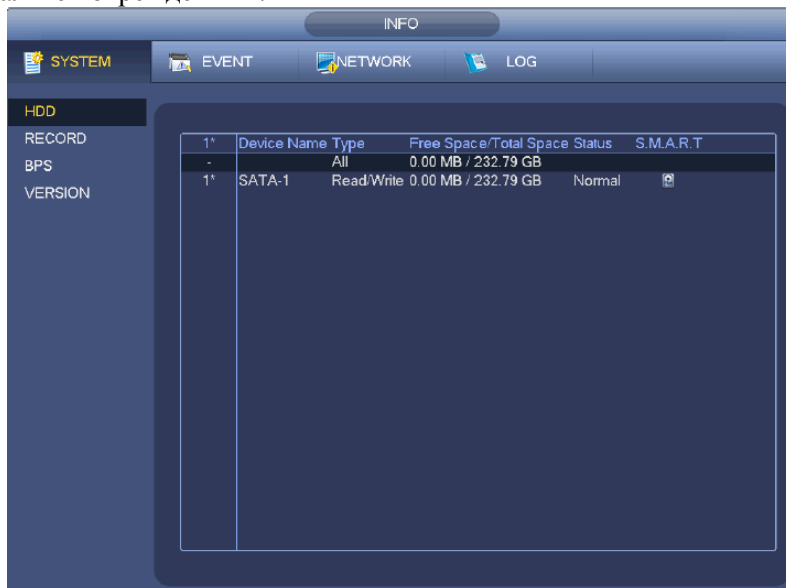 INFO
SYSTEM EVENT NETWORK LOG
HDD
RECORD
BPS
VERSION
1* Device Name Type Free Space/Total Space Status S.M.A.R.T
- All 0.00 MB / 232.79 GB
1* SATA-1 Read/Write 0.00 MB / 232.79 GB Normal